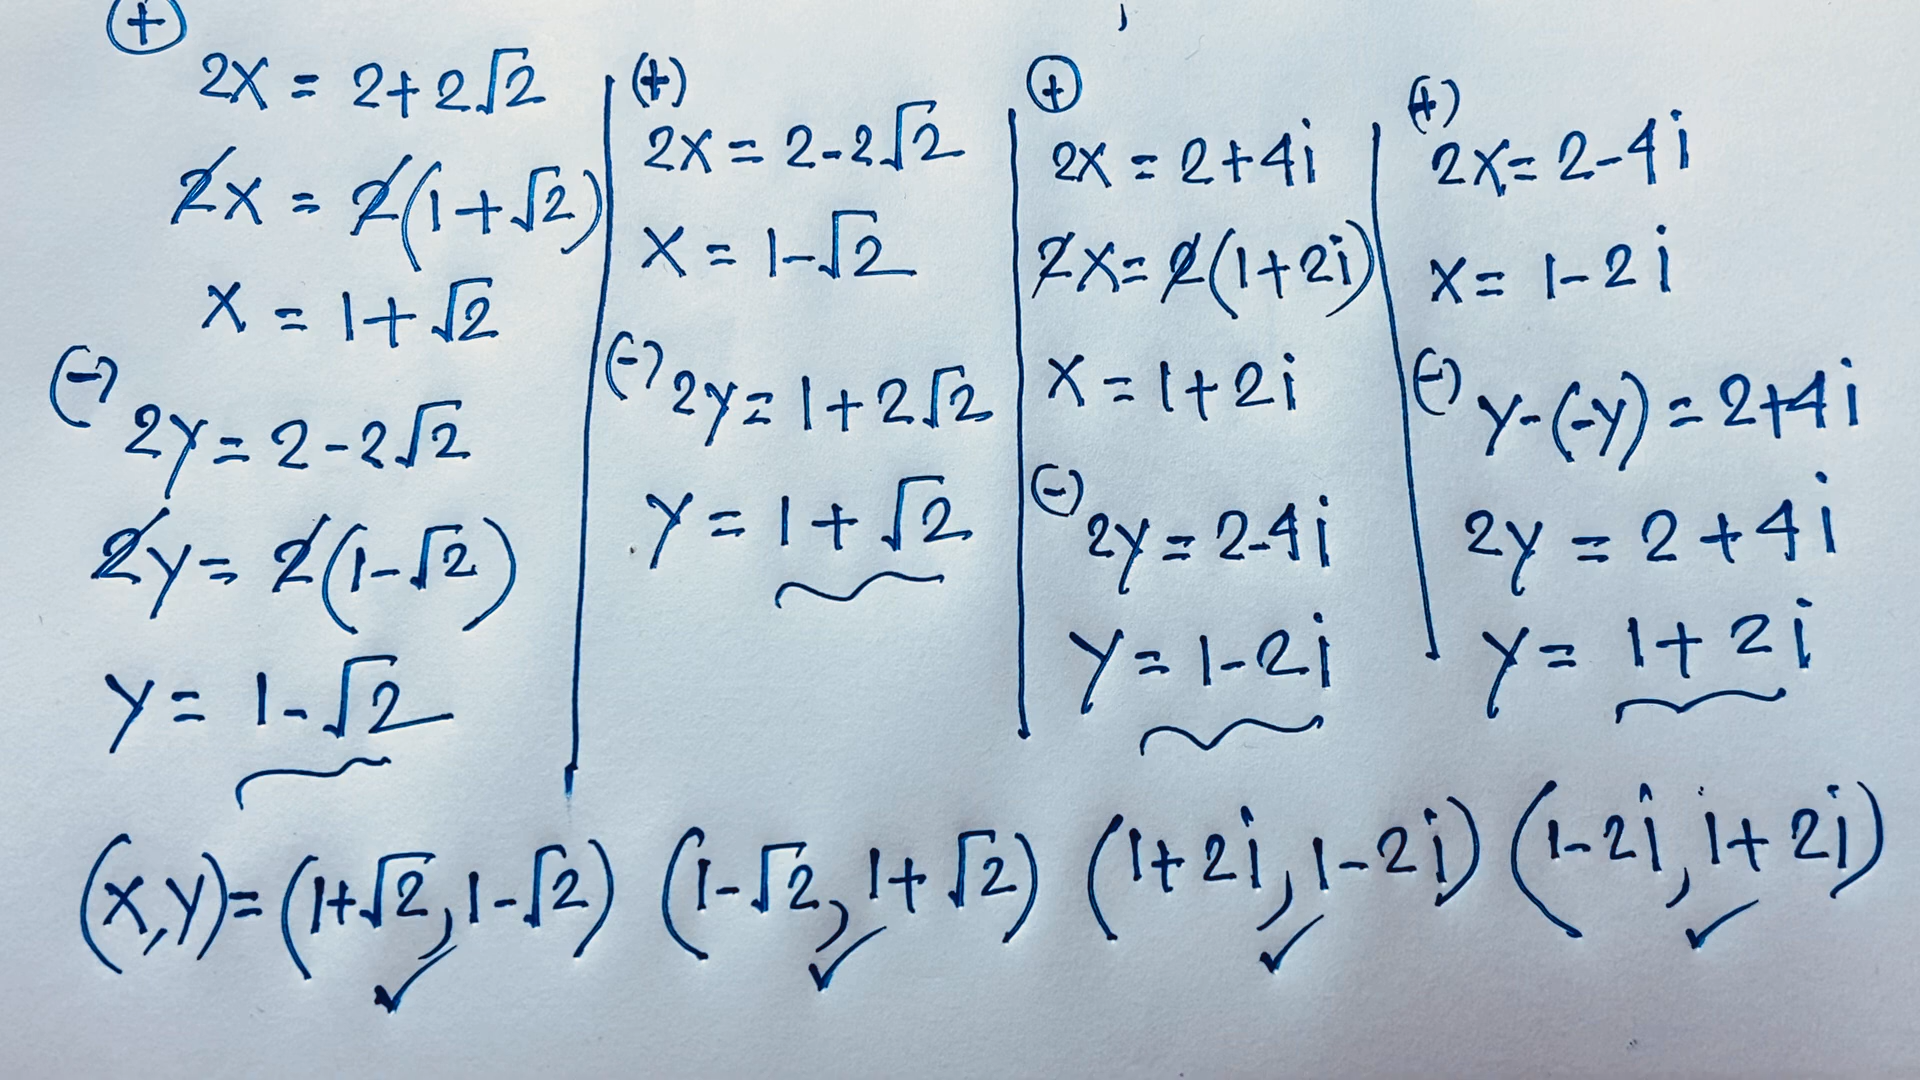 (+)
2x = 2+2√2
2x = 2(1+√2)
x = 1+√2
(-)
2y = 2-2√2
2y = 2(1-√2)
y = 1-√2
(+)
2x = 2-2√2
x = 1-√2
(-) 2y = 1+2√2
y = 1+√2
(+)
2x = 2+4i
2x = 2(1+2i)
x = 1+2i
(-)
2y = 2-4i
y = 1-2i
(+)
2x = 2-4i
x = 1-2i
(-) y-(-y) = 2+4i
2y = 2+4i
y = 1+2i
(x,y) = (1+√2, 1-√2) (1-√2, 1+√2) (1+2i, 1-2i) (1-2i, 1+2i)